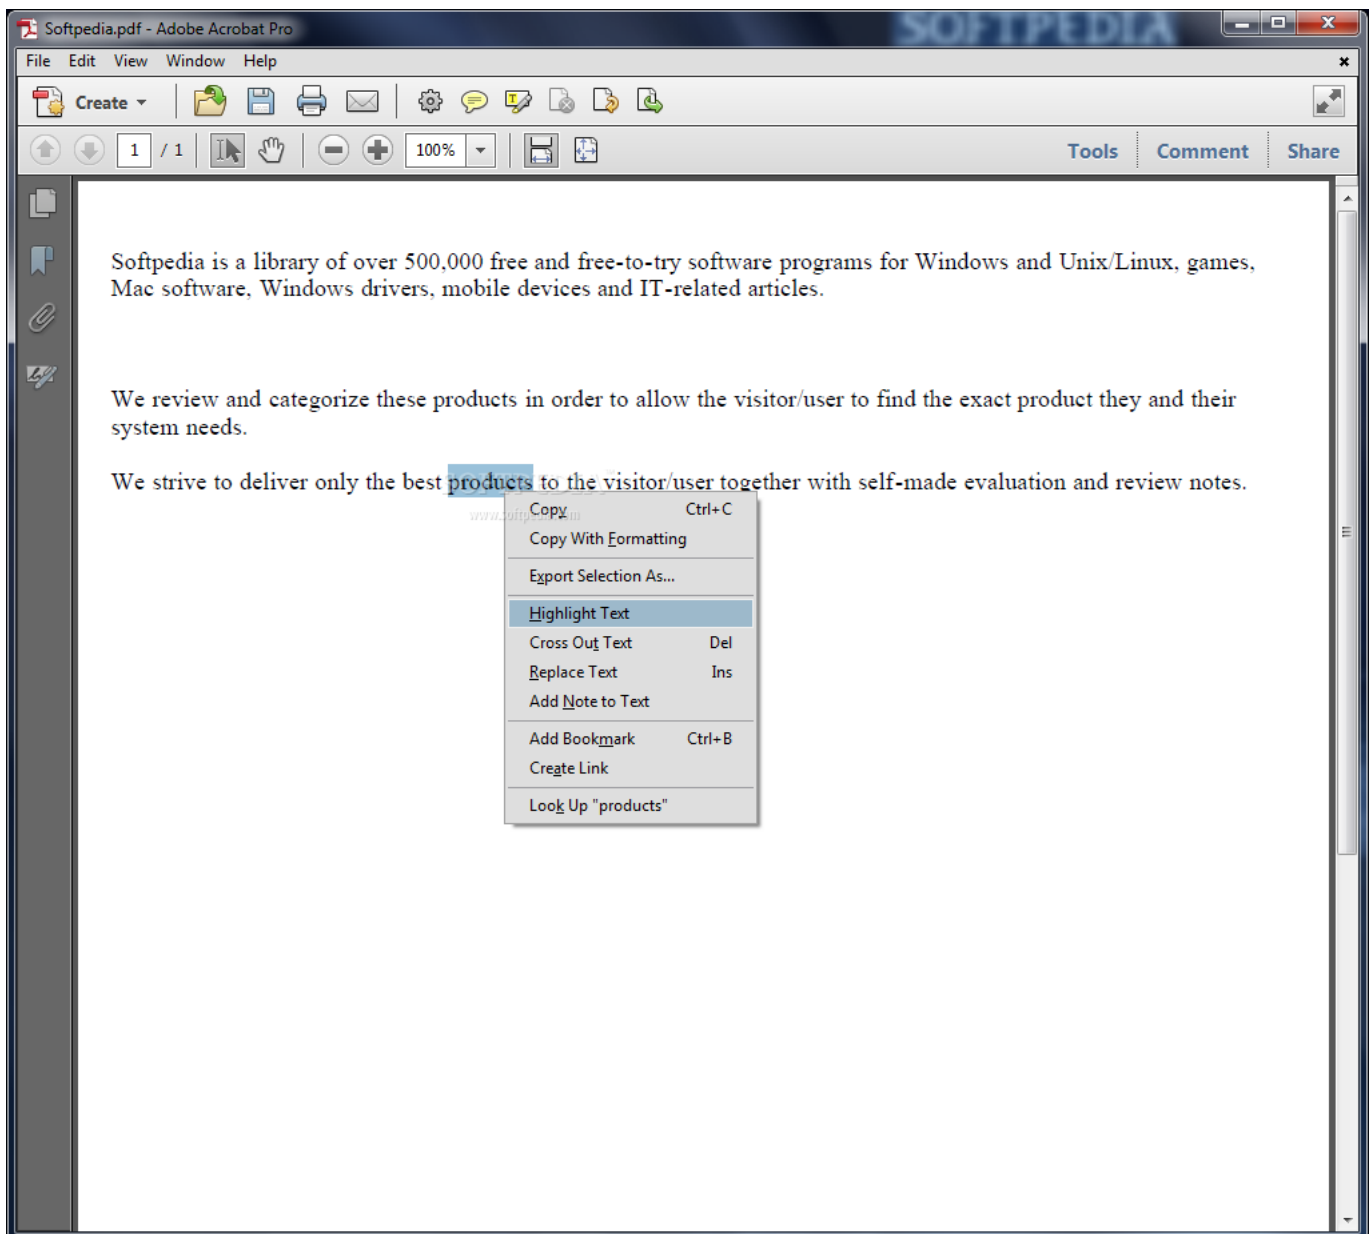 SOFTPEDIA
Softpedia.pdf - Adobe Acrobat Pro
File Edit View Window Help
Create
1 / 1 100% Tools Comment Share
Softpedia is a library of over 500,000 free and free-to-try software programs for Windows and Unix/Linux, games,
Mac software, Windows drivers, mobile devices and IT-related articles.
We review and categorize these products in order to allow the visitor/user to find the exact product they and their
system needs.
We strive to deliver only the best products to the visitor/user together with self-made evaluation and review notes.
SOFTPEDIA
www.softpedia.com
Copy Ctrl+C
Copy With Formatting
Export Selection As...
Highlight Text
Cross Out Text Del
Replace Text Ins
Add Note to Text
Add Bookmark Ctrl+B
Create Link
Look Up "products"